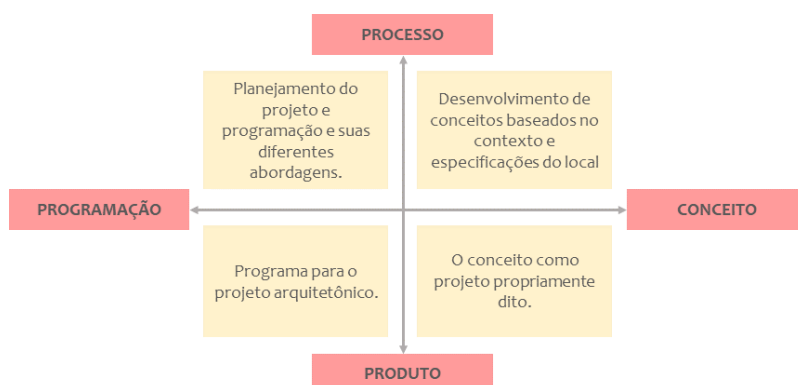 PROCESSO
Planejamento do
projeto e
programação e suas
diferentes
abordagens.
Desenvolvimento de
conceitos baseados no
contexto e
especificações do local
PROGRAMAÇÃO
CONCEITO
Programa para o
projeto arquitetônico.
O conceito como
projeto propriamente
dito.
PRODUTO